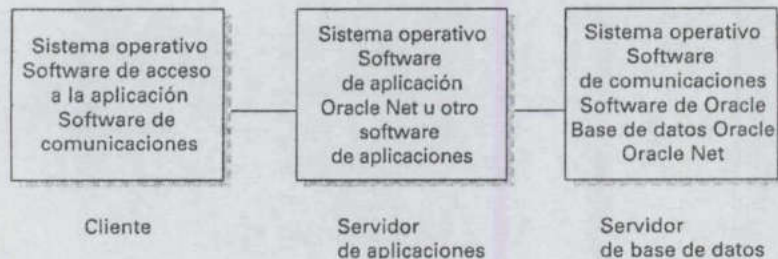 Sistema operativo
Software de acceso
a la aplicación
Software de
comunicaciones
Sistema operativo
Software
de aplicación
Oracle Net u otro
software
de aplicaciones
Sistema operativo
Software
de comunicaciones
Software de Oracle
Base de datos Oracle
Oracle Net
Cliente
Servidor
de aplicaciones
Servidor
de base de datos